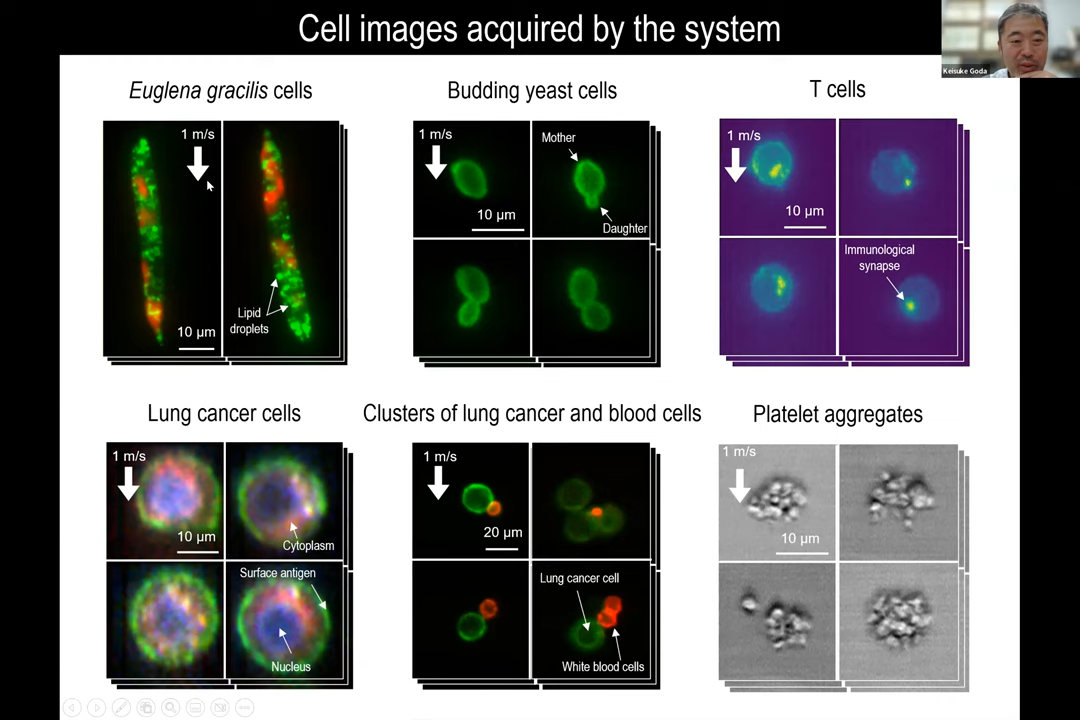 Cell images acquired by the system
Keisuke Goda
Euglena gracilis cells
1 m/s
Lipid
droplets
10 µm
Budding yeast cells
1 m/s
Mother
10 µm
Daughter
T cells
1 m/s
10 µm
Immunological
synapse
Lung cancer cells
1 m/s
10 µm
Cytoplasm
Surface antigen
Nucleus
Clusters of lung cancer and blood cells
1 m/s
20 µm
Lung cancer cell
White blood cells
Platelet aggregates
1 m/s
10 µm